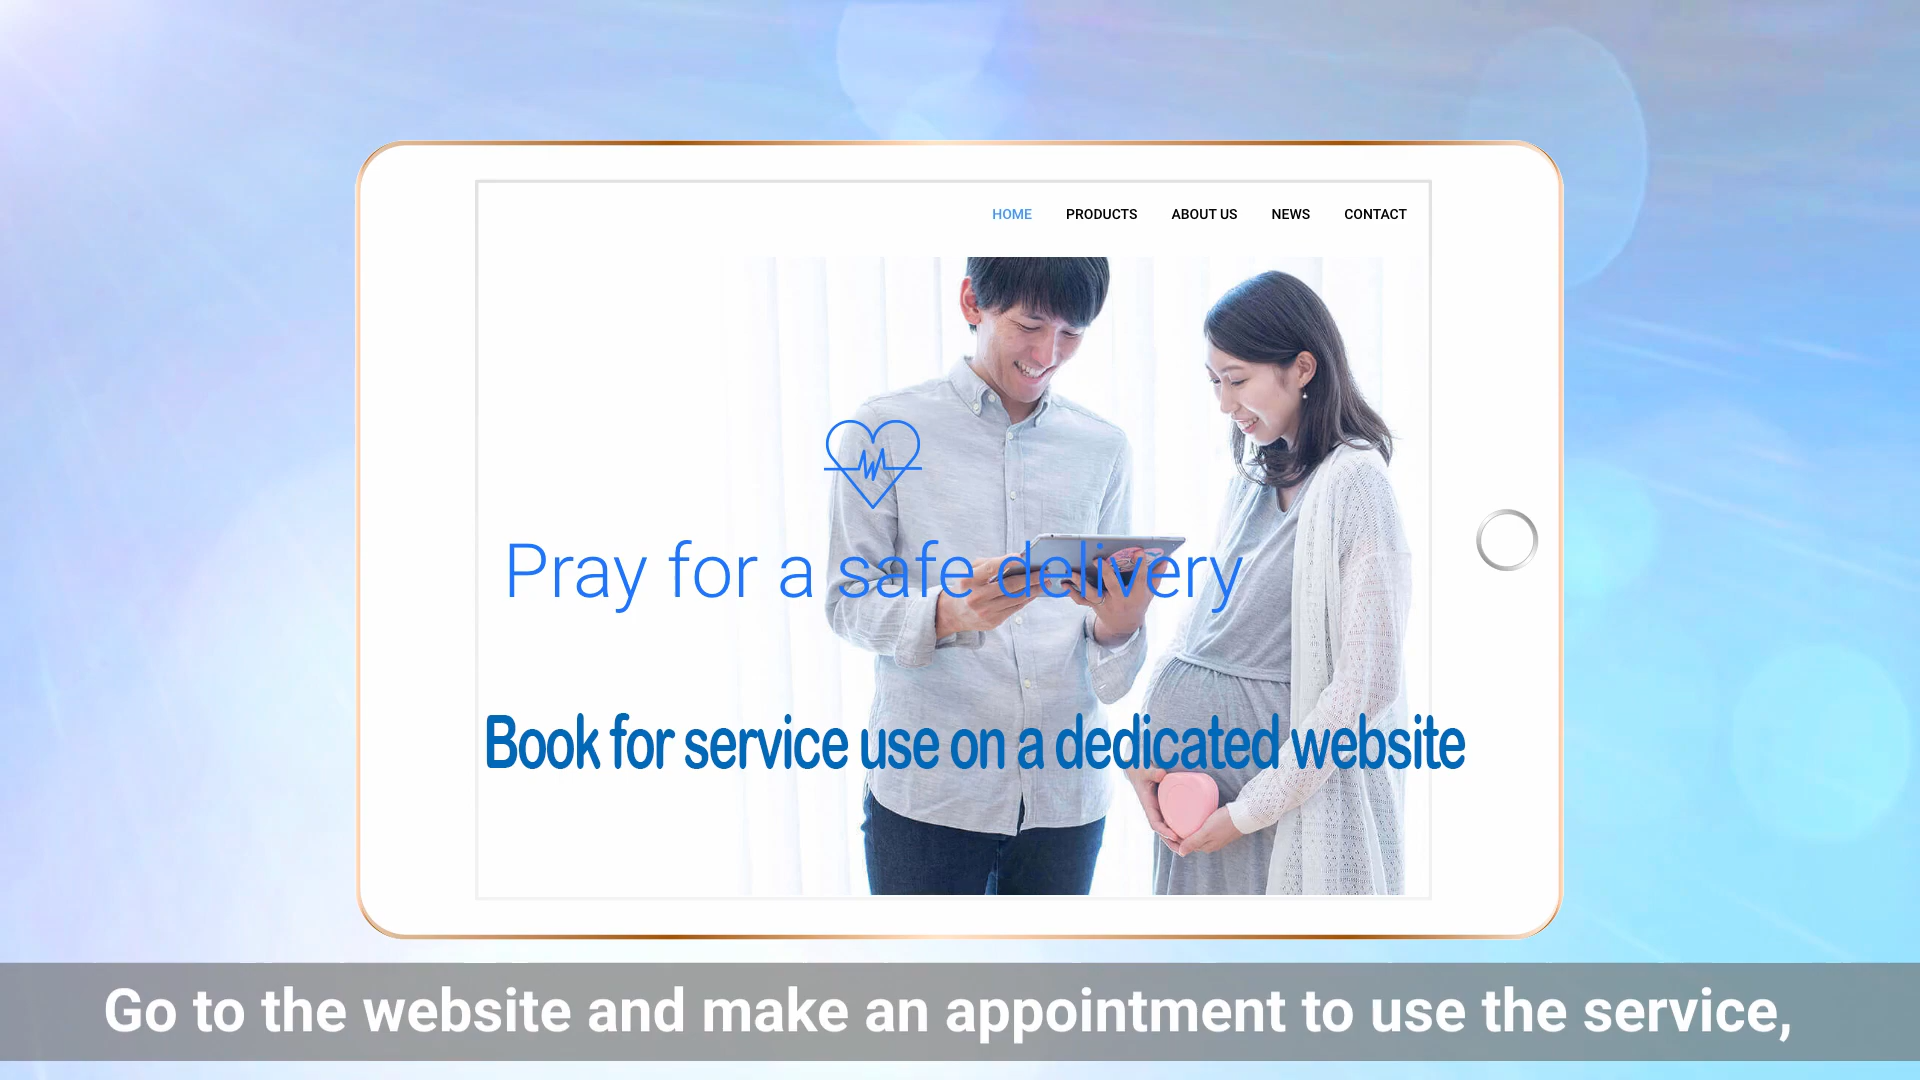 HOME PRODUCTS ABOUT US NEWS CONTACT
Pray for a safe delivery
Book for service use on a dedicated website
Go to the website and make an appointment to use the service,